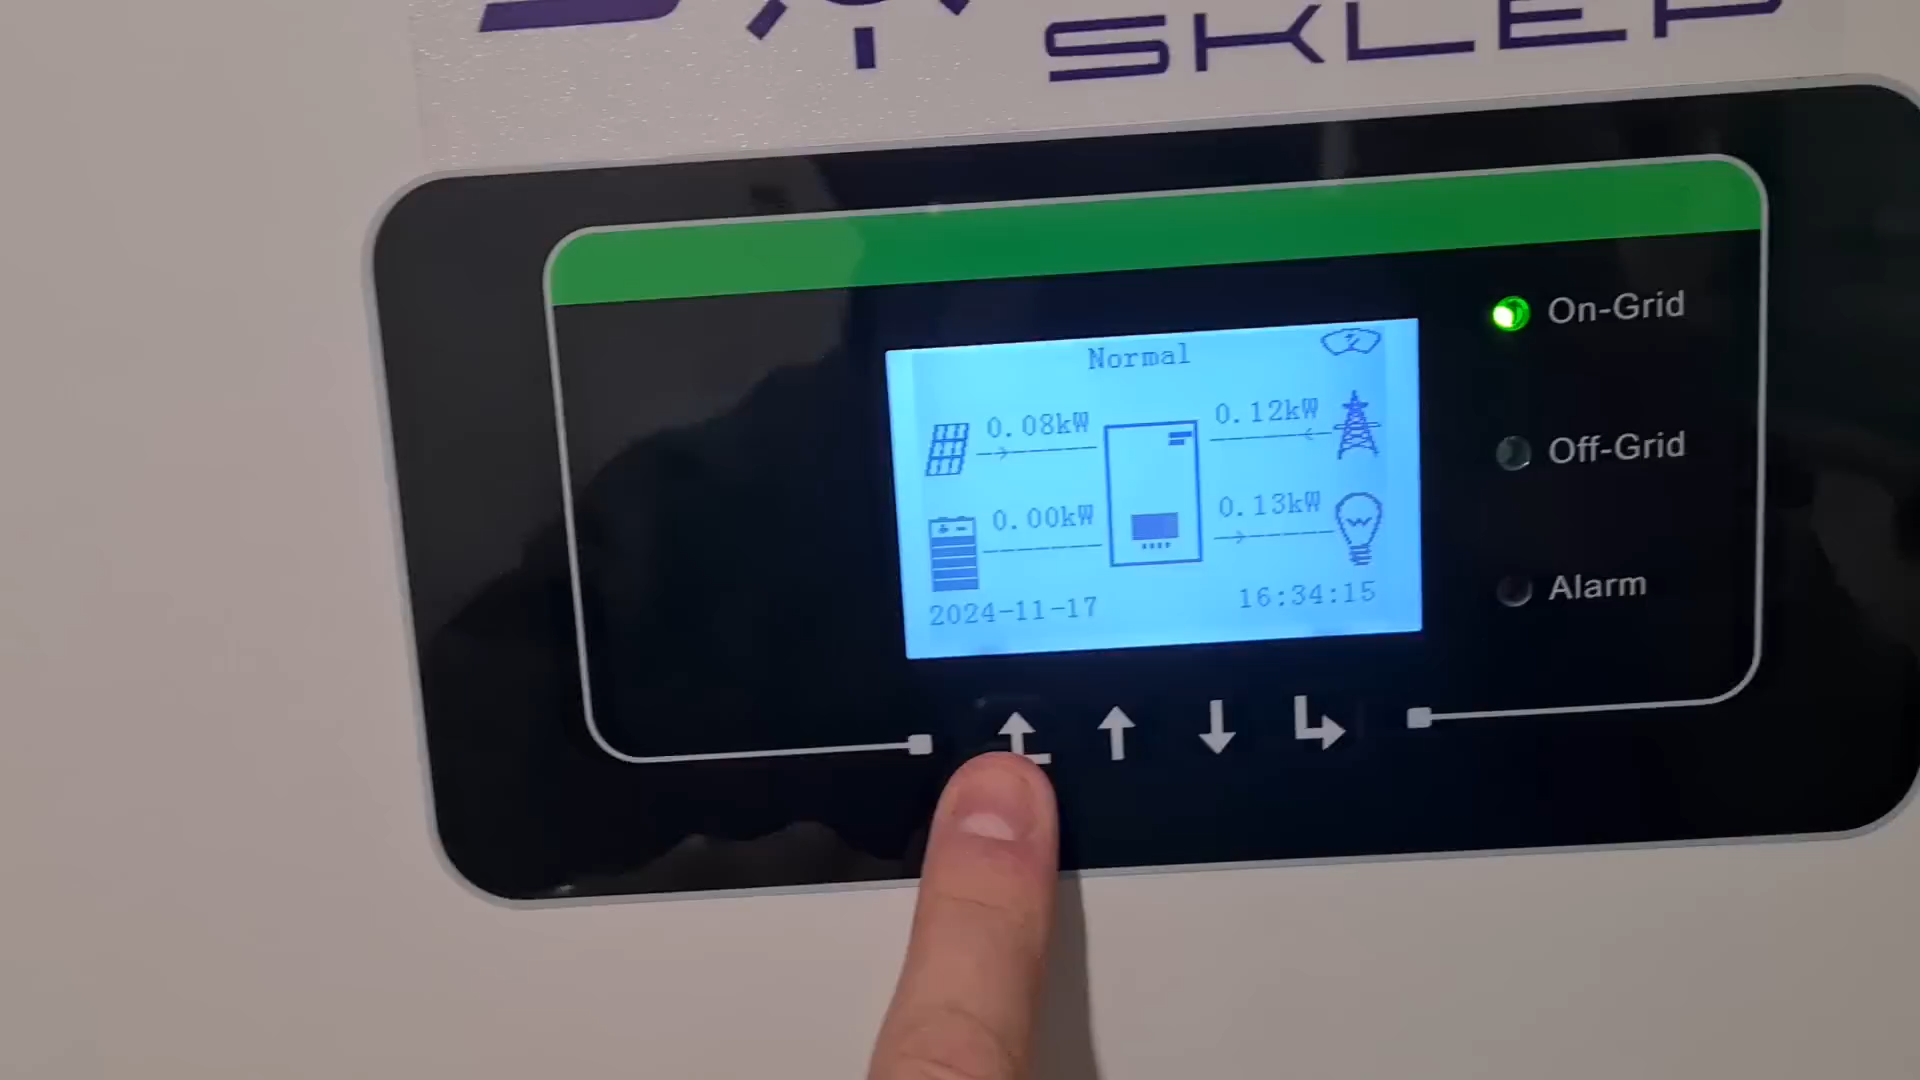 SKLEP
Normal
0.08kW
0.12kW
0.00kW
0.13kW
2024-11-17
16:34:15
On-Grid
Off-Grid
Alarm